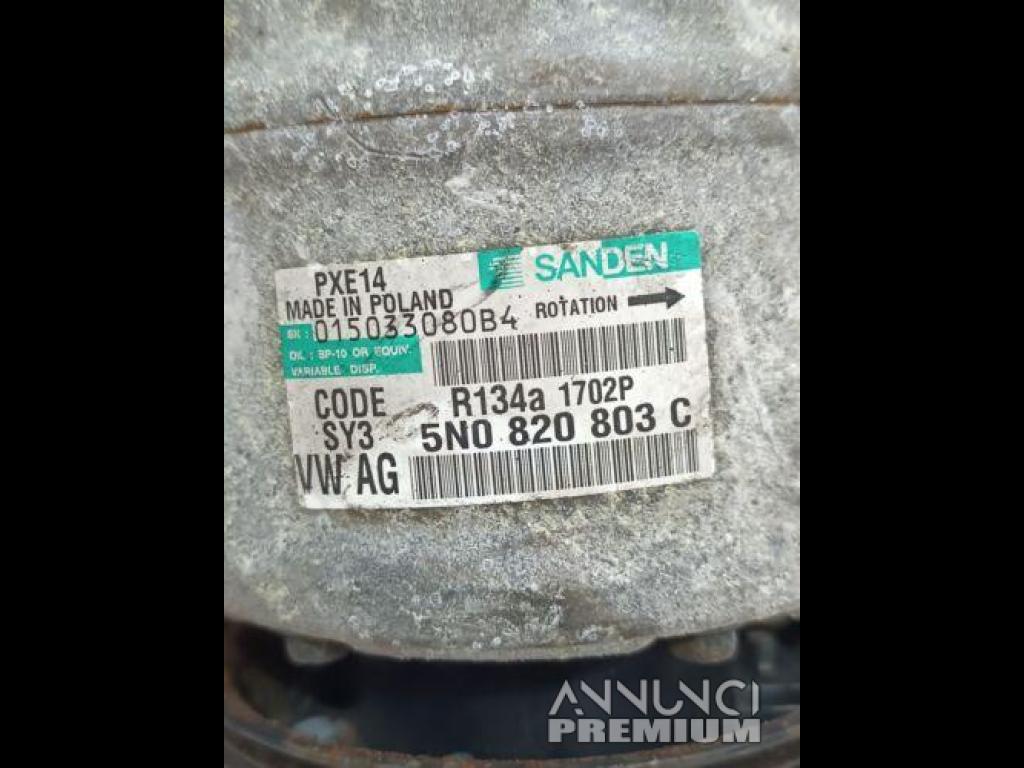 SANDEN
PXE14
MADE IN POLAND
ROTATION
SN : 015033080B4
OIL : SP-10 OR EQUIV.
VARIABLE DISP.
CODE R134a 1702P
SY3 5N0 820 803 C
VW AG
ANNUNCI
PREMIUM